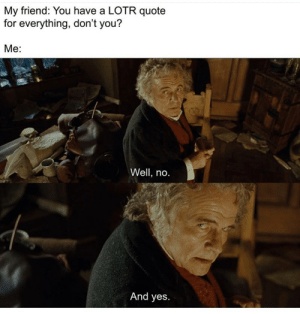 My friend: You have a LOTR quote
for everything, don't you?
Me:
Well, no.
And yes.